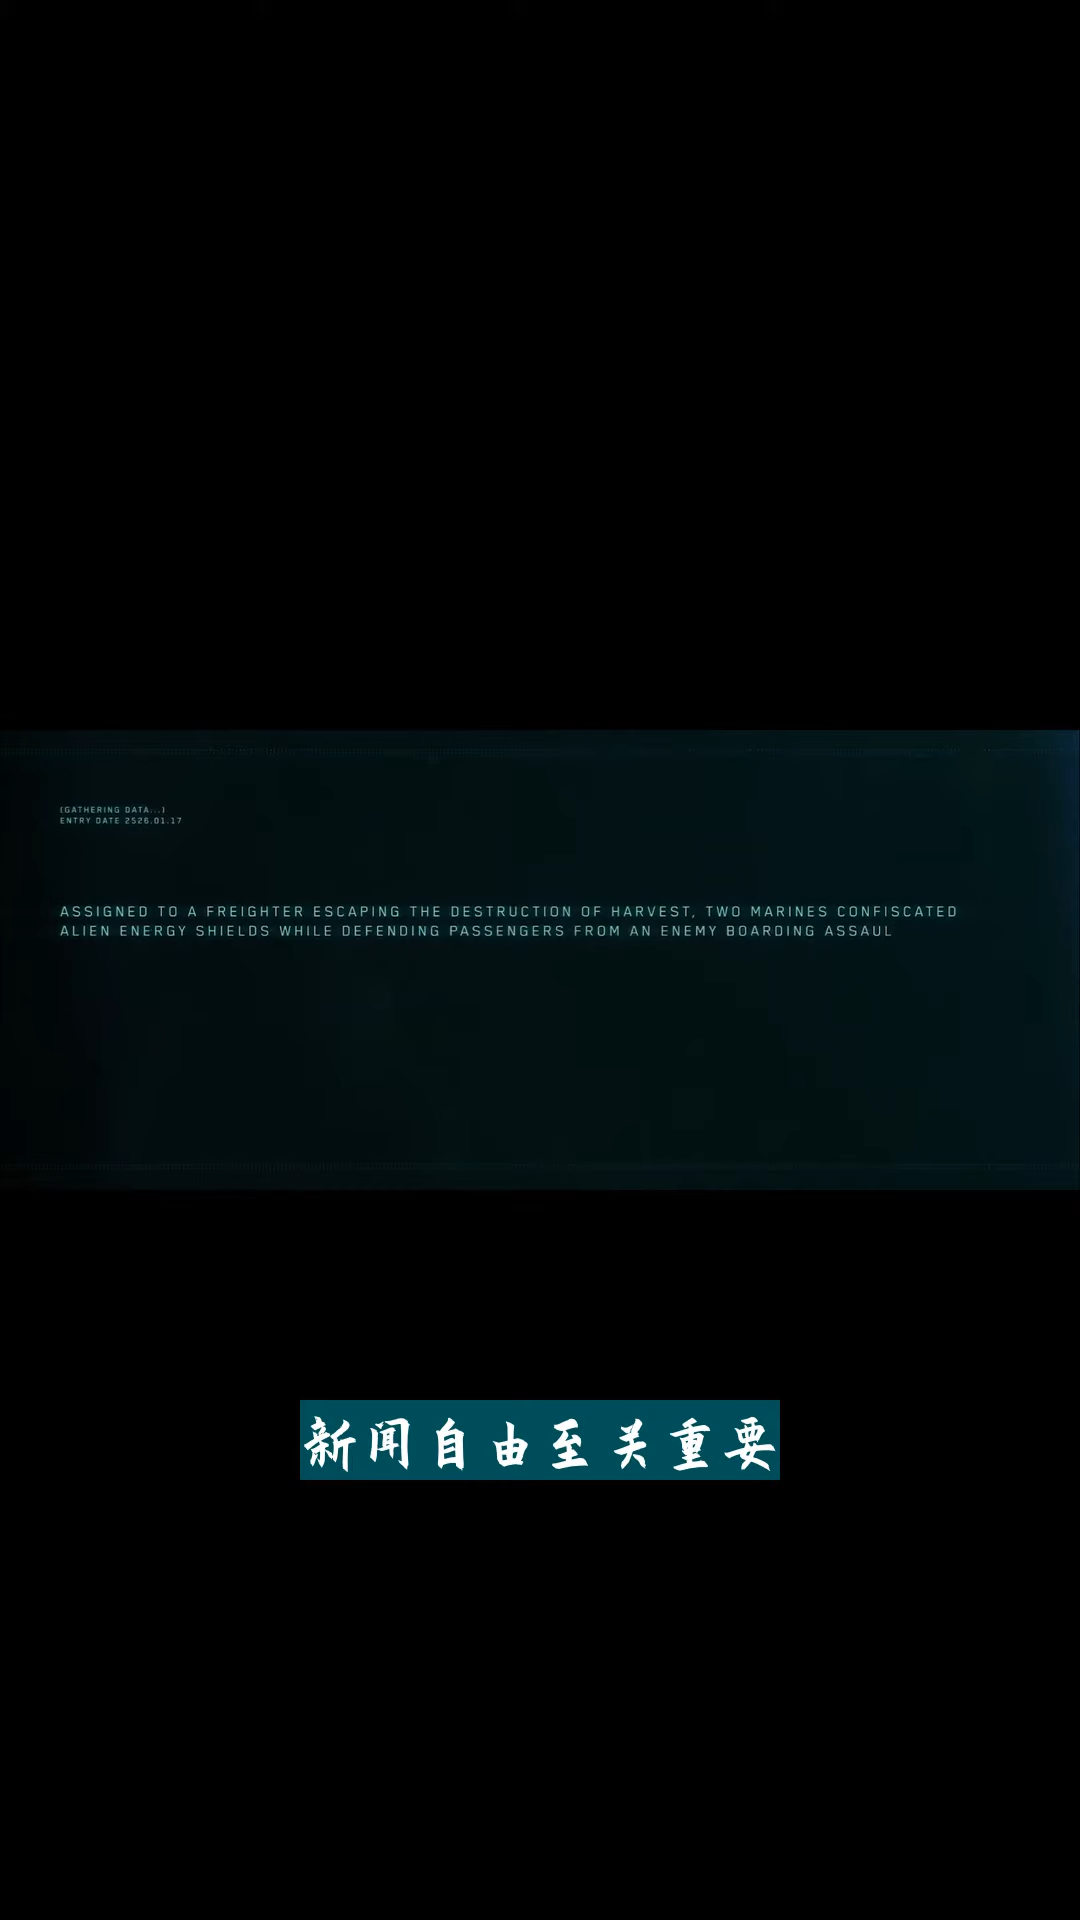 [GATHERING DATA...]
ENTRY DATE 2526.01.17
ASSIGNED TO A FREIGHTER ESCAPING THE DESTRUCTION OF HARVEST, TWO MARINES CONFISCATED
ALIEN ENERGY SHIELDS WHILE DEFENDING PASSENGERS FROM AN ENEMY BOARDING ASSAUL
新闻自由至关重要